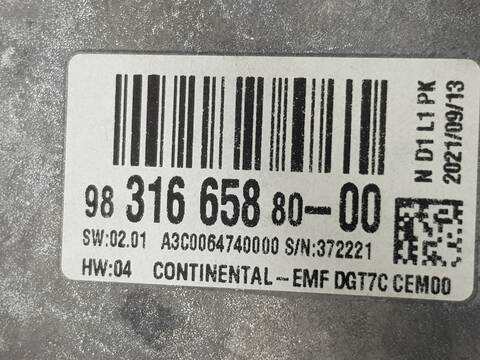 98 316 658 80-00
SW:02.01 A3C0064740000 S/N:372221
HW:04 CONTINENTAL-EMF DGT7C CEM00
N D1 L1 PK
2021/09/13